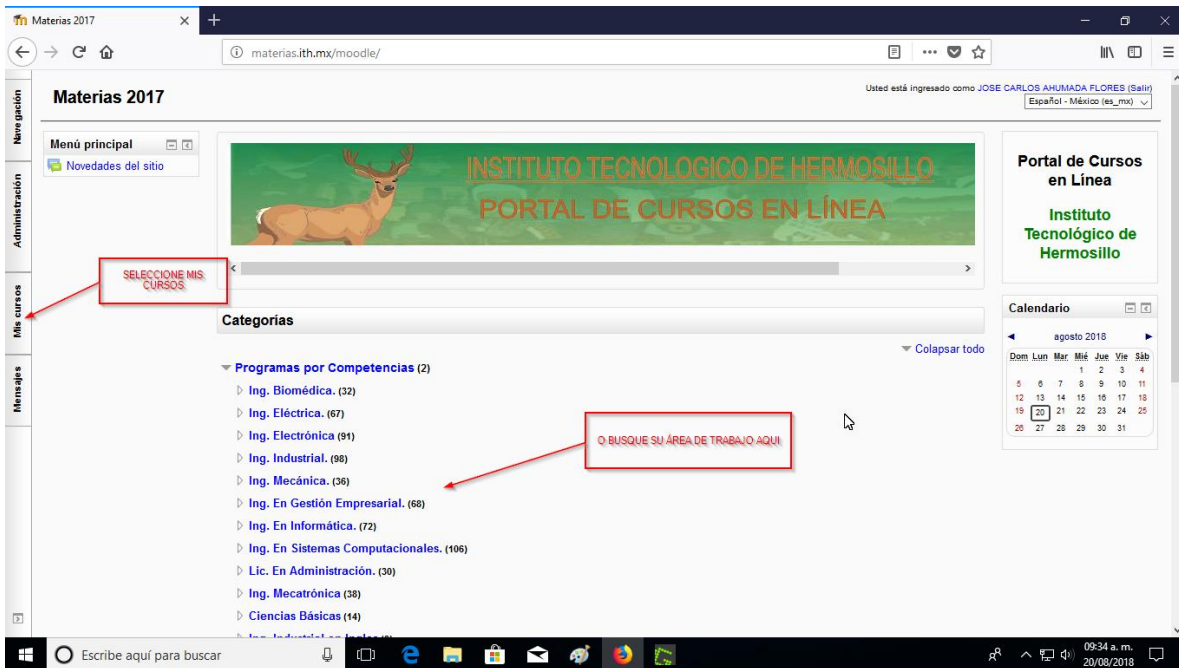 Materias 2017
materias.ith.mx/moodle/
Materias 2017
Usted está ingresado como JOSE CARLOS AHUMADA FLORES (Salir)
Español - México (es_mx)
Navegación
Administración
Mis cursos
Mensajes
Menú principal
Novedades del sitio
INSTITUTO TECNOLOGICO DE HERMOSILLO
PORTAL DE CURSOS EN LÍNEA
SELECCIONE MIS
CURSOS
Categorías
Colapsar todo
Programas por Competencias (2)
Ing. Biomédica. (32)
Ing. Eléctrica. (67)
Ing. Electrónica (91)
Ing. Industrial. (98)
Ing. Mecánica. (36)
Ing. En Gestión Empresarial. (68)
Ing. En Informática. (72)
Ing. En Sistemas Computacionales. (106)
Lic. En Administración. (30)
Ing. Mecatrónica (38)
Ciencias Básicas (14)
O BUSQUE SU ÁREA DE TRABAJO AQUI
Portal de Cursos
en Línea
Instituto
Tecnológico de
Hermosillo
Calendario
agosto 2018
Dom Lun Mar Mié Jue Vie Sáb
1 2 3 4
5 6 7 8 9 10 11
12 13 14 15 16 17 18
19 20 21 22 23 24 25
26 27 28 29 30 31
Escribe aquí para buscar
09:34 a. m.
20/08/2018